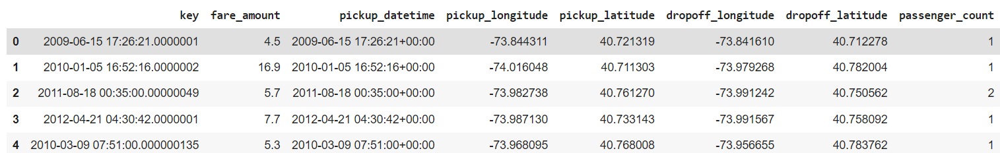 key fare_amount pickup_datetime pickup_longitude pickup_latitude dropoff_longitude dropoff_latitude passenger_count
0 2009-06-15 17:26:21.0000001 4.5 2009-06-15 17:26:21+00:00 -73.844311 40.721319 -73.841610 40.712278 1
1 2010-01-05 16:52:16.0000002 16.9 2010-01-05 16:52:16+00:00 -74.016048 40.711303 -73.979268 40.782004 1
2 2011-08-18 00:35:00.00000049 5.7 2011-08-18 00:35:00+00:00 -73.982738 40.761270 -73.991242 40.750562 2
3 2012-04-21 04:30:42.0000001 7.7 2012-04-21 04:30:42+00:00 -73.987130 40.733143 -73.991567 40.758092 1
4 2010-03-09 07:51:00.000000135 5.3 2010-03-09 07:51:00+00:00 -73.968095 40.768008 -73.956655 40.783762 1